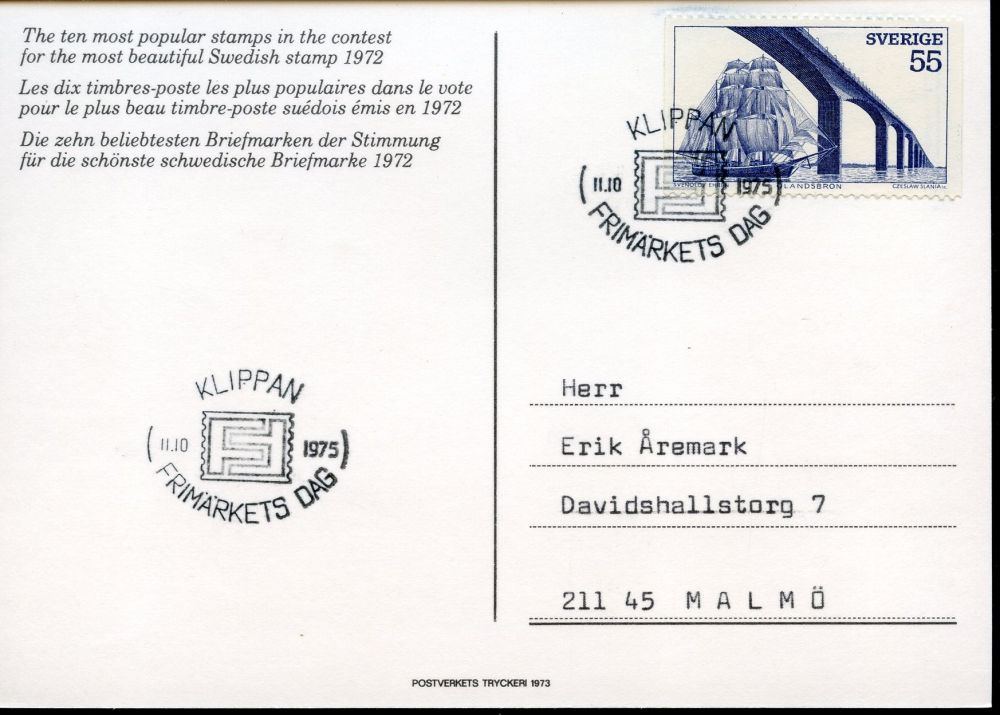 The ten most popular stamps in the contest
for the most beautiful Swedish stamp 1972
Les dix timbres-poste les plus populaires dans le vote
pour le plus beau timbre-poste suédois émis en 1972
Die zehn beliebtesten Briefmarken der Stimmung
für die schönste schwedische Briefmarke 1972
SVERIGE
55
LANDSBRON
CZESLAW SLANIA
KLIPPAN
11.10
1975
FRIMÄRKETS DAG
KLIPPAN
11.10
1975
FRIMÄRKETS DAG
Herr
Erik Åremark
Davidshallstorg 7
211 45 MALMÖ
POSTVERKETS TRYCKERI 1973